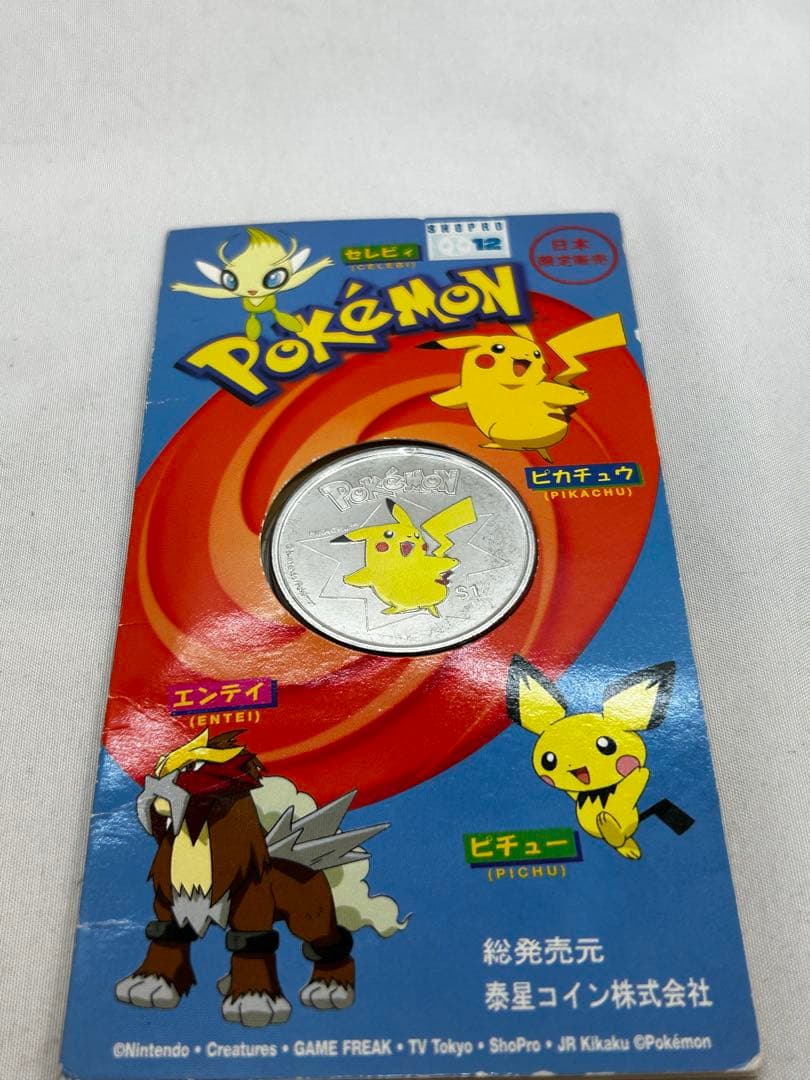 SHOPRO
12
日本
限定販売
セレビィ
(CELEBI)
POKéMON
ピカチュウ
(PIKACHU)
POKéMON
PIKACHU
$1
エンテイ
(ENTEI)
ピチュー
(PICHU)
総発売元
泰星コイン株式会社
©Nintendo • Creatures • GAME FREAK • TV Tokyo • ShoPro • JR Kikaku ©Pokémon